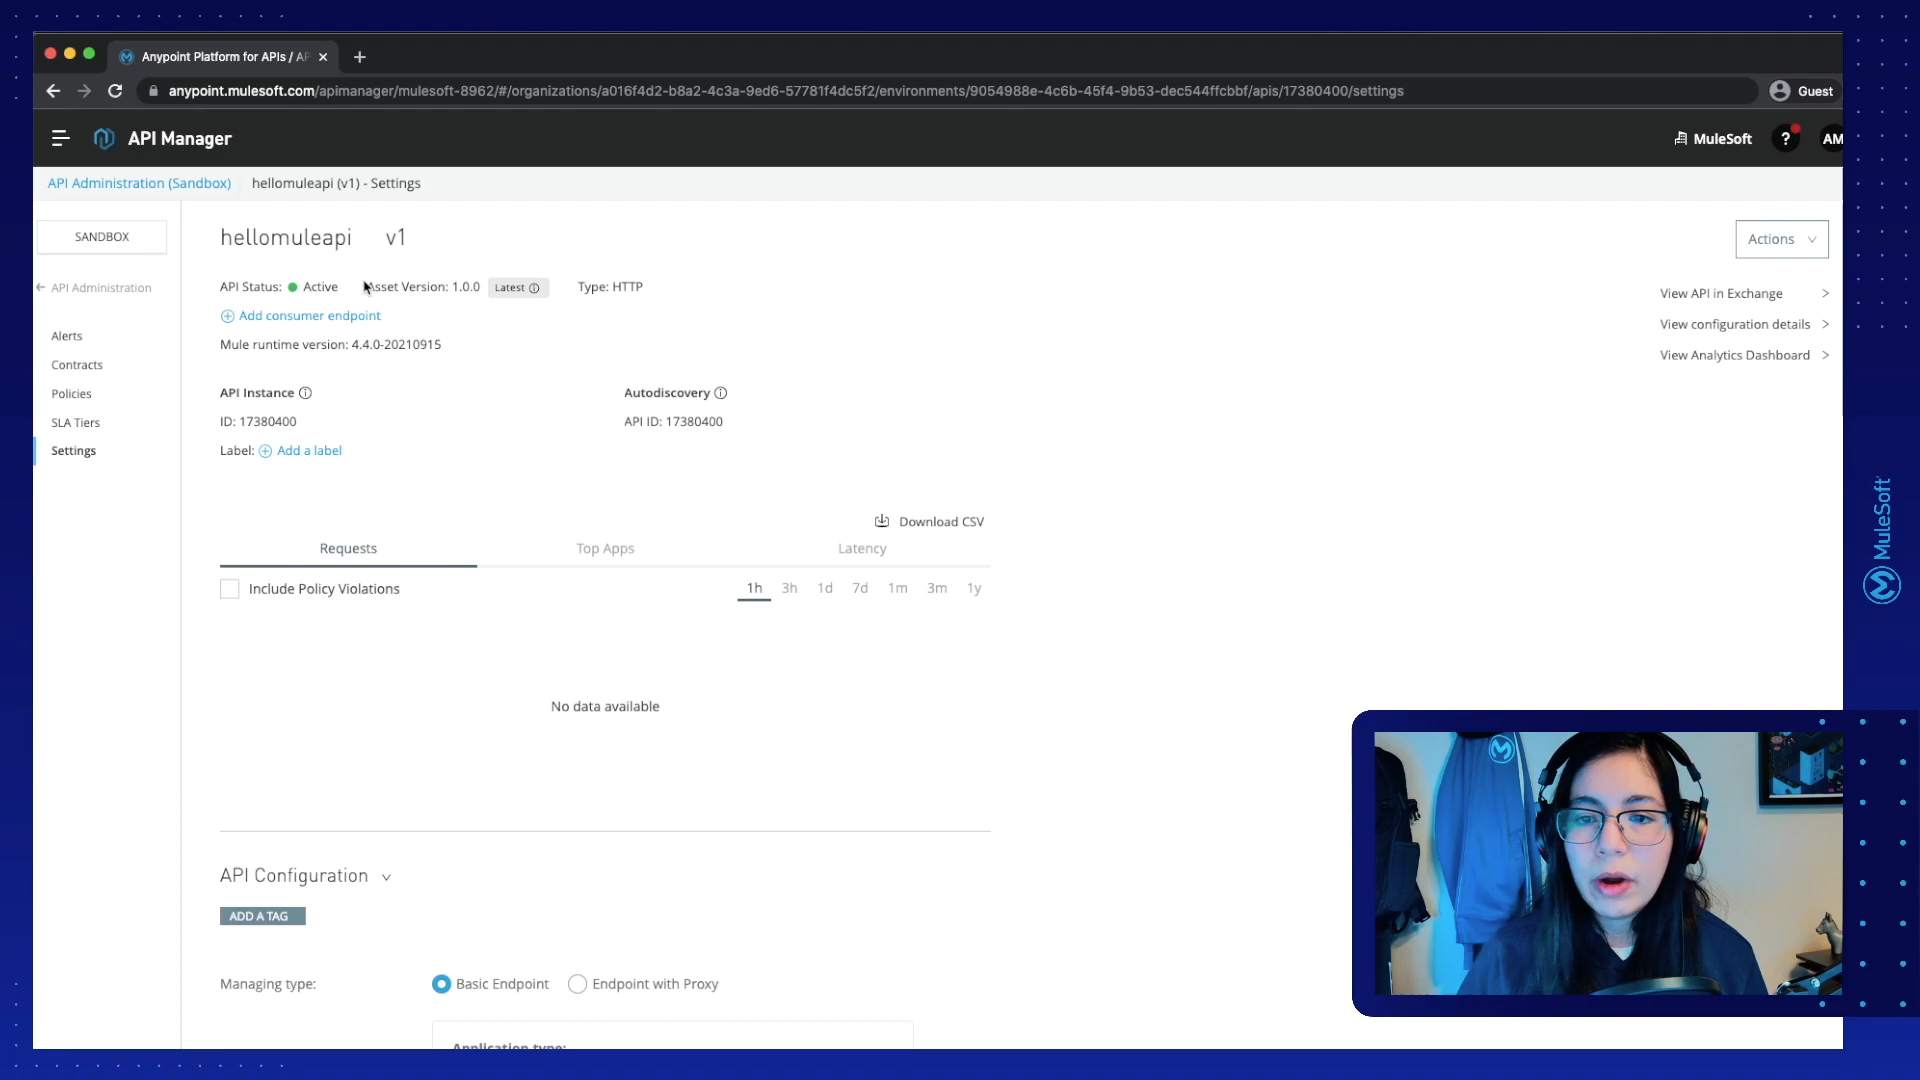 Anypoint Platform for APIs / AP
anypoint.mulesoft.com/apimanager/mulesoft-8962/#/organizations/a016f4d2-b8a2-4c3a-9ed6-57781f4dc5f2/environments/9054988e-4c6b-45f4-9b53-dec544ffcbbf/apis/17380400/settings
Guest
API Manager
MuleSoft
?
AM
API Administration (Sandbox)
hellomuleapi (v1) - Settings
SANDBOX
API Administration
Alerts
Contracts
Policies
SLA Tiers
Settings
hellomuleapi v1
Actions
API Status: Active
Asset Version: 1.0.0 Latest
Type: HTTP
Add consumer endpoint
Mule runtime version: 4.4.0-20210915
View API in Exchange
View configuration details
View Analytics Dashboard
API Instance
ID: 17380400
Label: Add a label
Autodiscovery
API ID: 17380400
Download CSV
Requests Top Apps Latency
Include Policy Violations
1h 3h 1d 7d 1m 3m 1y
No data available
API Configuration
ADD A TAG
Managing type: Basic Endpoint Endpoint with Proxy
Application type:
MuleSoft